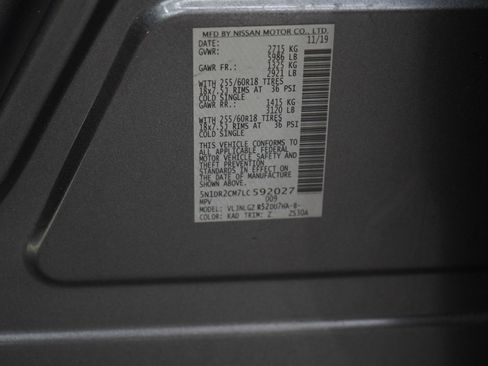 MFD BY NISSAN MOTOR CO., LTD.
DATE: 11/19
GVWR: 2715 KG
5986 LB
GAWR FR.: 1325 KG
2921 LB
WITH 255/60R18 TIRES
18x7.5J RIMS AT 36 PSI
COLD SINGLE
GAWR RR.: 1415 KG
3120 LB
WITH 255/60R18 TIRES
18x7.5J RIMS AT 36 PSI
COLD SINGLE
THIS VEHICLE CONFORMS TO
ALL APPLICABLE FEDERAL
MOTOR VEHICLE SAFETY AND
THEFT PREVENTION
STANDARDS IN EFFECT ON
THE DATE OF MANUFACTURE
SHOWN ABOVE.
5N1DR2CM7LC592027
MPV 009
MODEL: VLJNLGZ R52DU7HA-B-
COLOR: KAD TRIM: Z 2530A